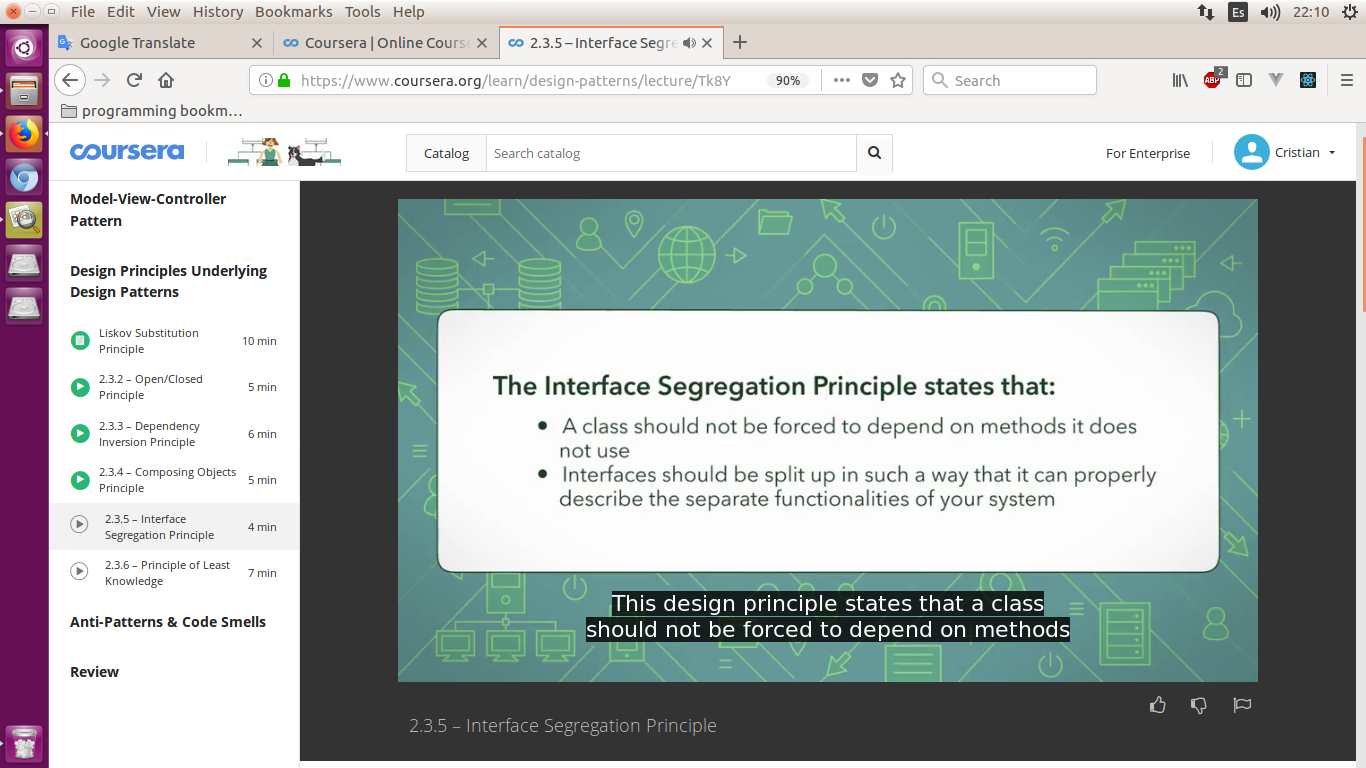 File Edit View History Bookmarks Tools Help
Es
22:10
Google Translate
Coursera | Online Course
2.3.5 – Interface Segre
https://www.coursera.org/learn/design-patterns/lecture/Tk8Y
90%
Search
ABP
2
programming bookm…
coursera
Catalog
Search catalog
For Enterprise
Cristian
Model-View-Controller
Pattern
Design Principles Underlying
Design Patterns
Liskov Substitution
Principle
10 min
2.3.2 – Open/Closed
Principle
5 min
2.3.3 – Dependency
Inversion Principle
6 min
2.3.4 – Composing Objects
Principle
5 min
2.3.5 – Interface
Segregation Principle
4 min
2.3.6 – Principle of Least
Knowledge
7 min
Anti-Patterns & Code Smells
Review
The Interface Segregation Principle states that:
• A class should not be forced to depend on methods it does
not use
• Interfaces should be split up in such a way that it can properly
describe the separate functionalities of your system
This design principle states that a class
should not be forced to depend on methods
2.3.5 – Interface Segregation Principle